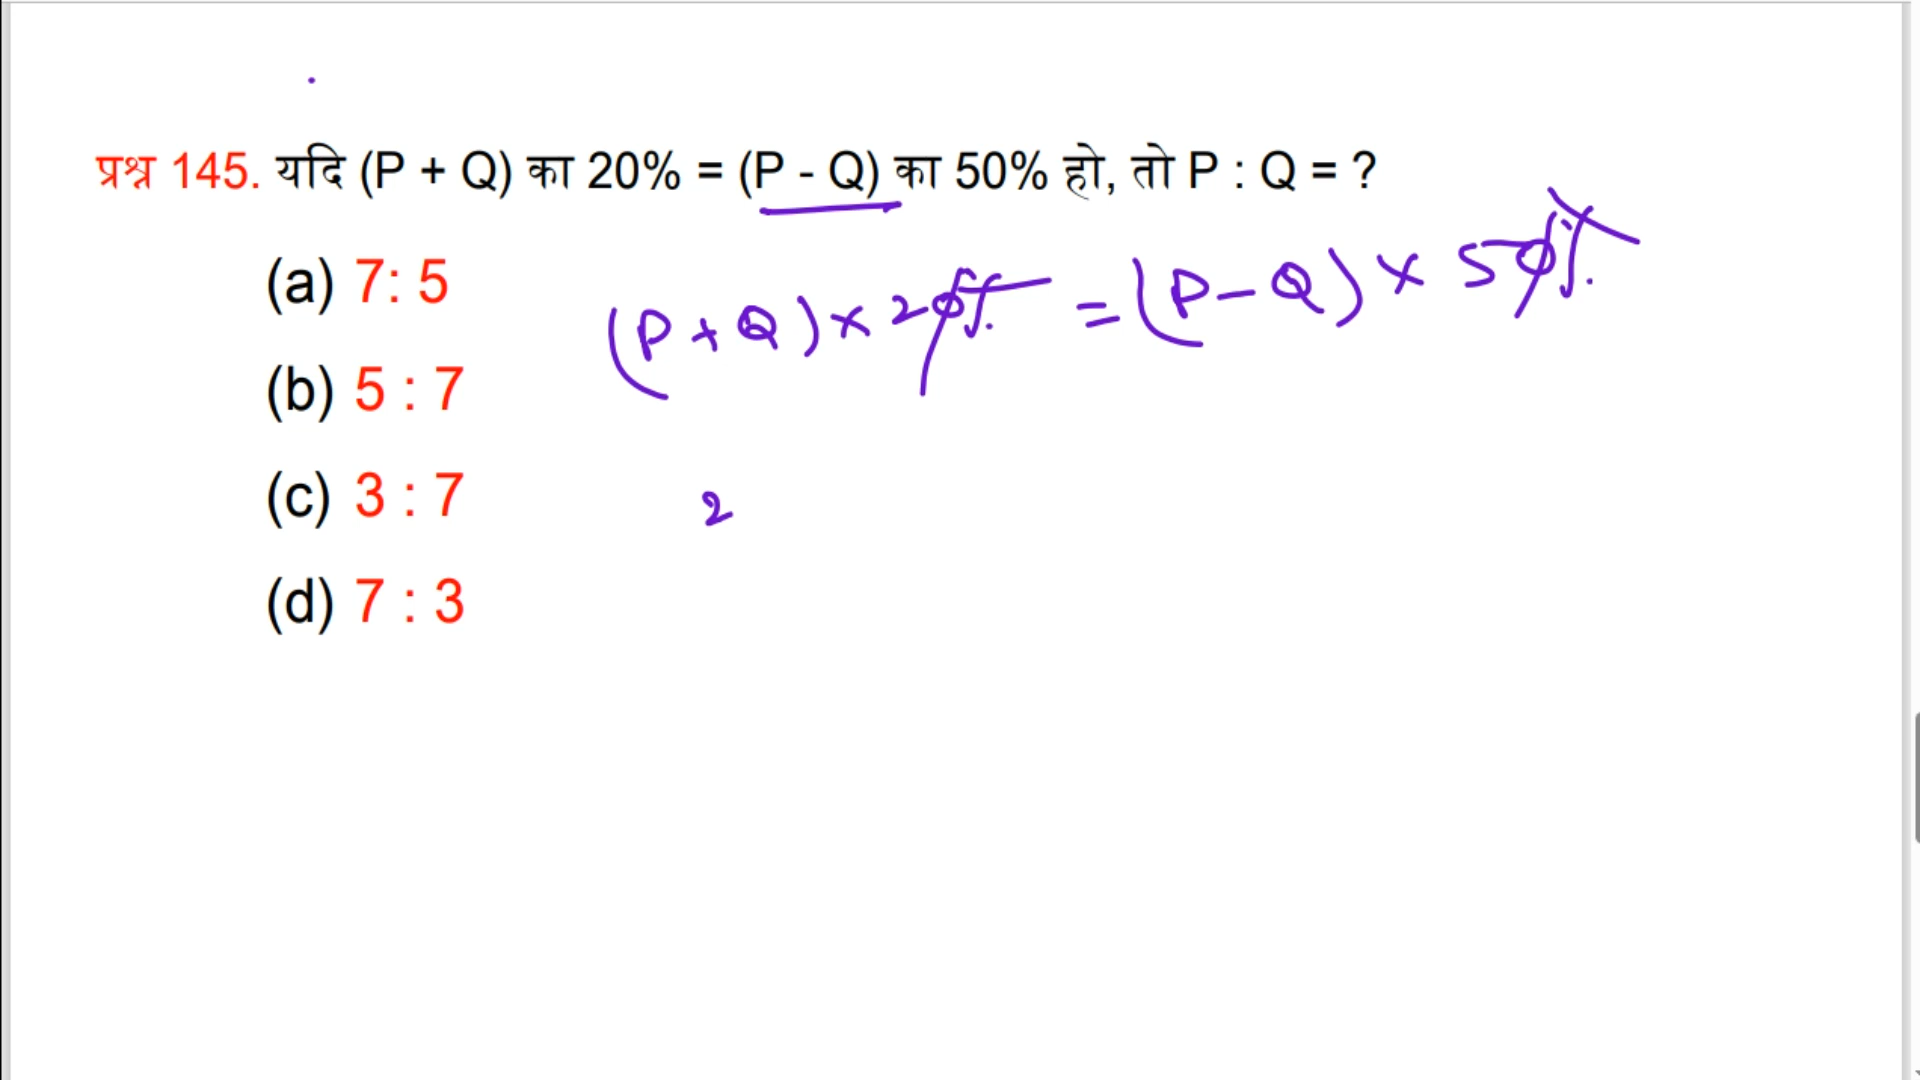 प्रश्न 145. यदि (P + Q) का 20% = (P - Q) का 50% हो, तो P : Q = ?
(a) 7: 5
(b) 5 : 7
(c) 3 : 7
(d) 7 : 3
(P + Q) × 20% = (P - Q) × 50%
2